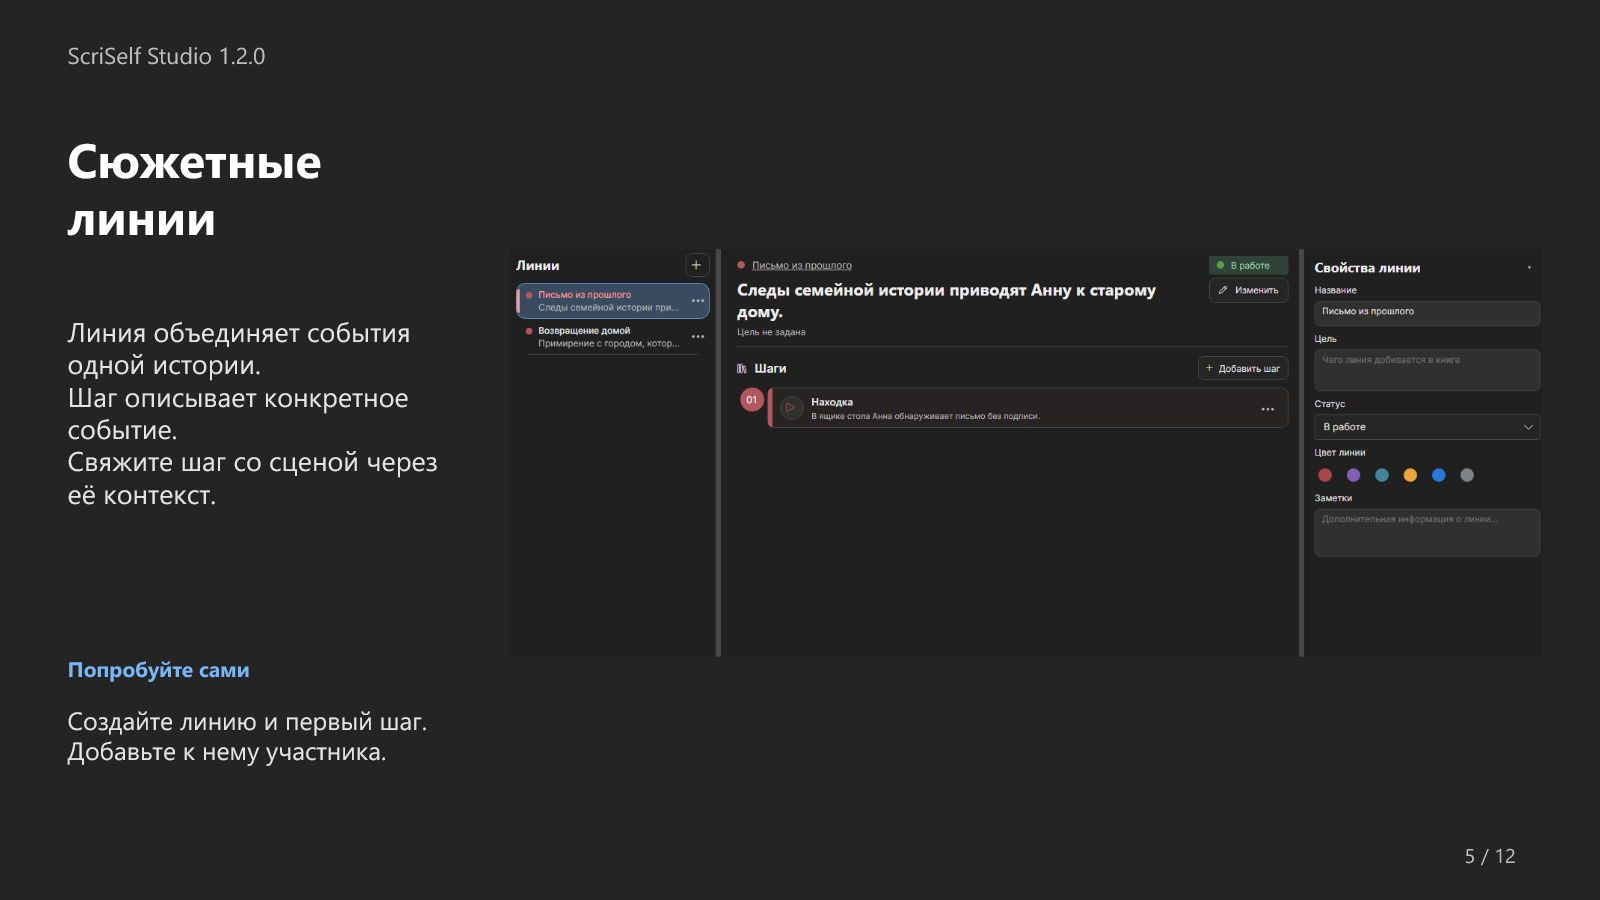 ScriSelf Studio 1.2.0
Сюжетные
линии
Линия объединяет события
одной истории.
Шаг описывает конкретное
событие.
Свяжите шаг со сценой через
её контекст.
Попробуйте сами
Создайте линию и первый шаг.
Добавьте к нему участника.
Линии
+
Письмо из прошлого
Следы семейной истории при...
Возвращение домой
Примирение с городом, котор...
Письмо из прошлого
В работе
Следы семейной истории приводят Анну к старому
дому.
Изменить
Цель не задана
Шаги
+ Добавить шаг
01
Находка
В ящике стола Анна обнаруживает письмо без подписи.
Свойства линии
Название
Письмо из прошлого
Цель
Чего линия добивается в книге
Статус
В работе
Цвет линии
Заметки
Дополнительная информация о линии...
5 / 12